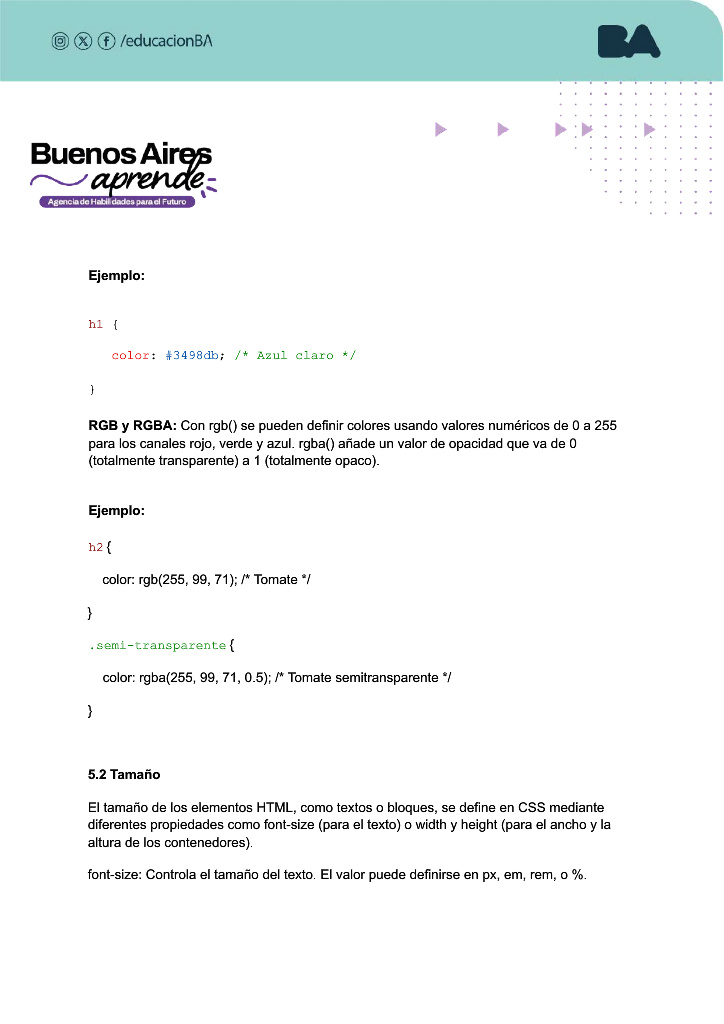 /educacionBA
BA
Buenos Aires
aprende
Agencia de Habilidades para el Futuro
Ejemplo:
h1 {
color: #3498db; /* Azul claro */
}
RGB y RGBA: Con rgb() se pueden definir colores usando valores numéricos de 0 a 255
para los canales rojo, verde y azul. rgba() añade un valor de opacidad que va de 0
(totalmente transparente) a 1 (totalmente opaco).
Ejemplo:
h2 {
color: rgb(255, 99, 71); /* Tomate */
}
.semi-transparente {
color: rgba(255, 99, 71, 0.5); /* Tomate semitransparente */
}
5.2 Tamaño
El tamaño de los elementos HTML, como textos o bloques, se define en CSS mediante
diferentes propiedades como font-size (para el texto) o width y height (para el ancho y la
altura de los contenedores).
font-size: Controla el tamaño del texto. El valor puede definirse en px, em, rem, o %.